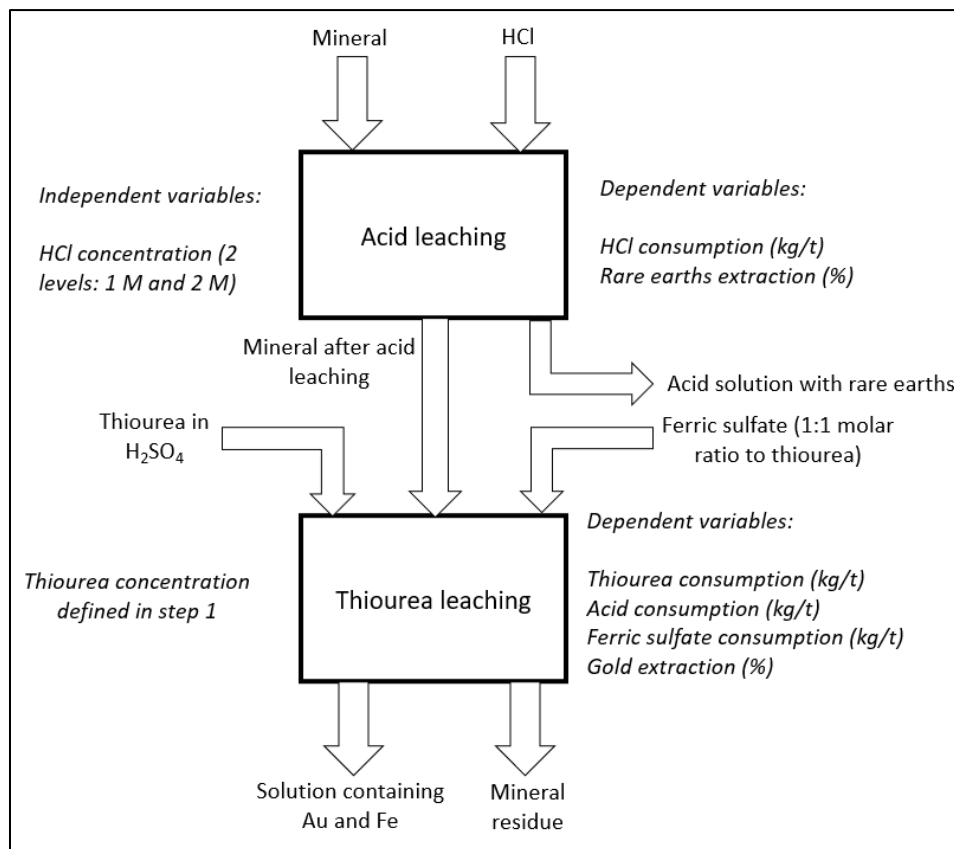 Mineral
HCl
Independent variables:
HCl concentration (2
levels: 1 M and 2 M)
Acid leaching
Dependent variables:
HCl consumption (kg/t)
Rare earths extraction (%)
Mineral after acid
leaching
Acid solution with rare earths
Thiourea in
H₂SO₄
Ferric sulfate (1:1 molar
ratio to thiourea)
Thiourea concentration
defined in step 1
Thiourea leaching
Dependent variables:
Thiourea consumption (kg/t)
Acid consumption (kg/t)
Ferric sulfate consumption (kg/t)
Gold extraction (%)
Solution containing
Au and Fe
Mineral
residue